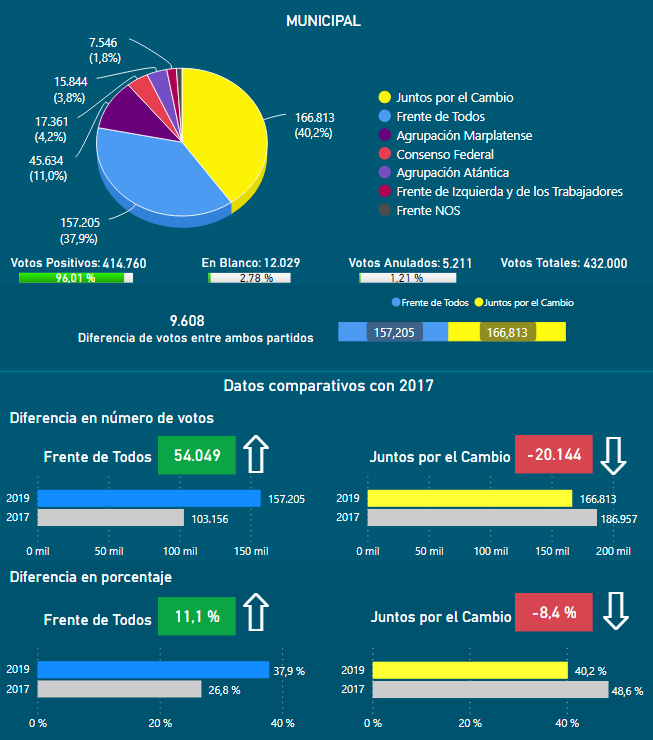 MUNICIPAL
7.546
(1,8%)
15.844
(3,8%)
17.361
(4,2%)
45.634
(11,0%)
157.205
(37,9%)
166.813
(40,2%)
Juntos por el Cambio
Frente de Todos
Agrupación Marplatense
Consenso Federal
Agrupación Atántica
Frente de Izquierda y de los Trabajadores
Frente NOS
Votos Positivos: 414.760
96,01 %
En Blanco: 12.029
2,78 %
Votos Anulados: 5.211
1,21 %
Votos Totales: 432.000
9.608
Diferencia de votos entre ambos partidos
Frente de Todos Juntos por el Cambio
157,205 166,813
Datos comparativos con 2017
Diferencia en número de votos
Frente de Todos 54.049
2019 157.205
2017 103.156
0 mil 50 mil 100 mil 150 mil
Juntos por el Cambio -20.144
2019 166.813
2017 186.957
0 mil 50 mil 100 mil 150 mil 200 mil
Diferencia en porcentaje
Frente de Todos 11,1 %
2019 37,9 %
2017 26,8 %
0 % 20 % 40 %
Juntos por el Cambio -8,4 %
2019 40,2 %
2017 48,6 %
0 % 20 % 40 %